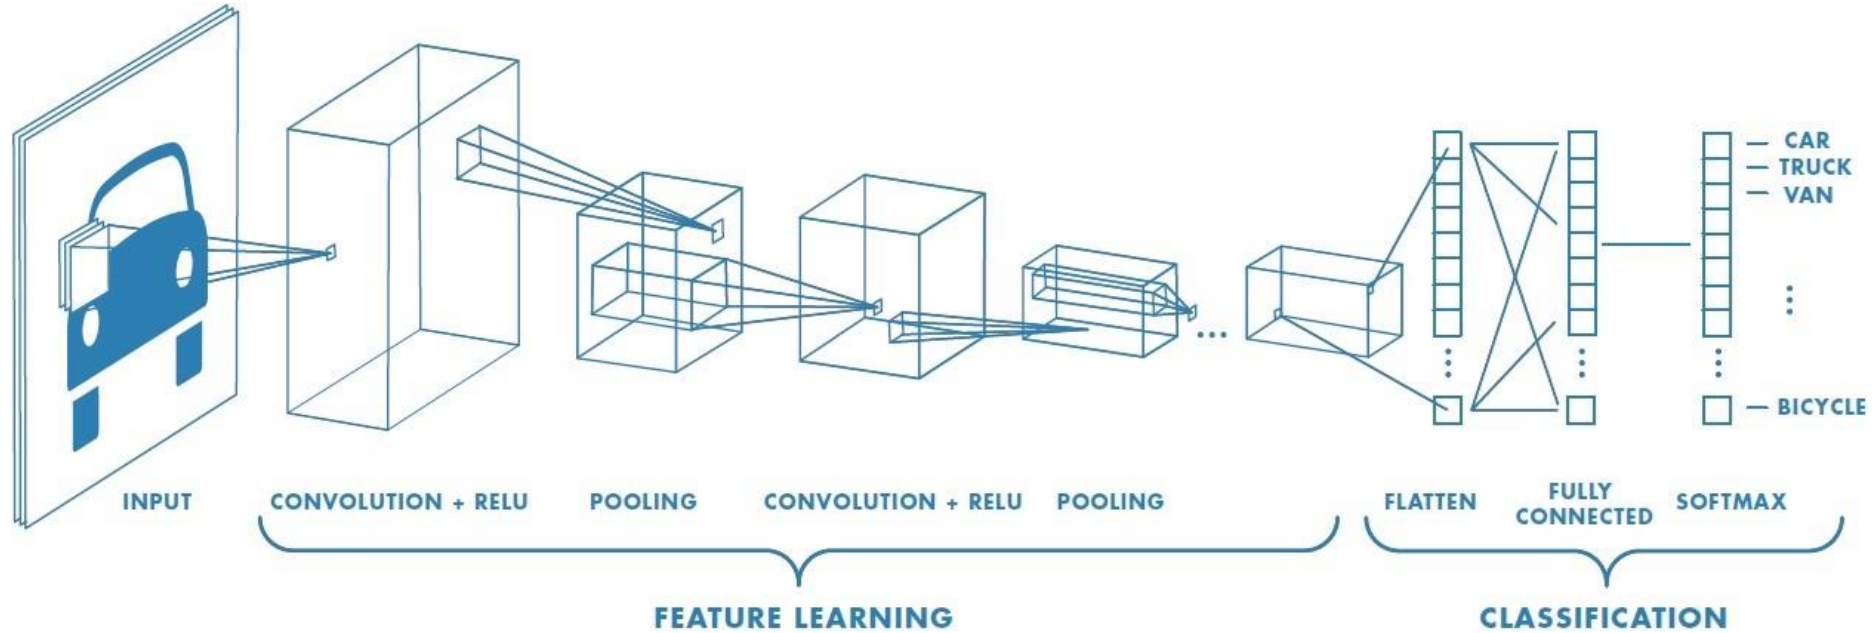 CAR
TRUCK
VAN
BICYCLE
INPUT
CONVOLUTION + RELU
POOLING
CONVOLUTION + RELU
POOLING
FLATTEN
FULLY
CONNECTED
SOFTMAX
FEATURE LEARNING
CLASSIFICATION